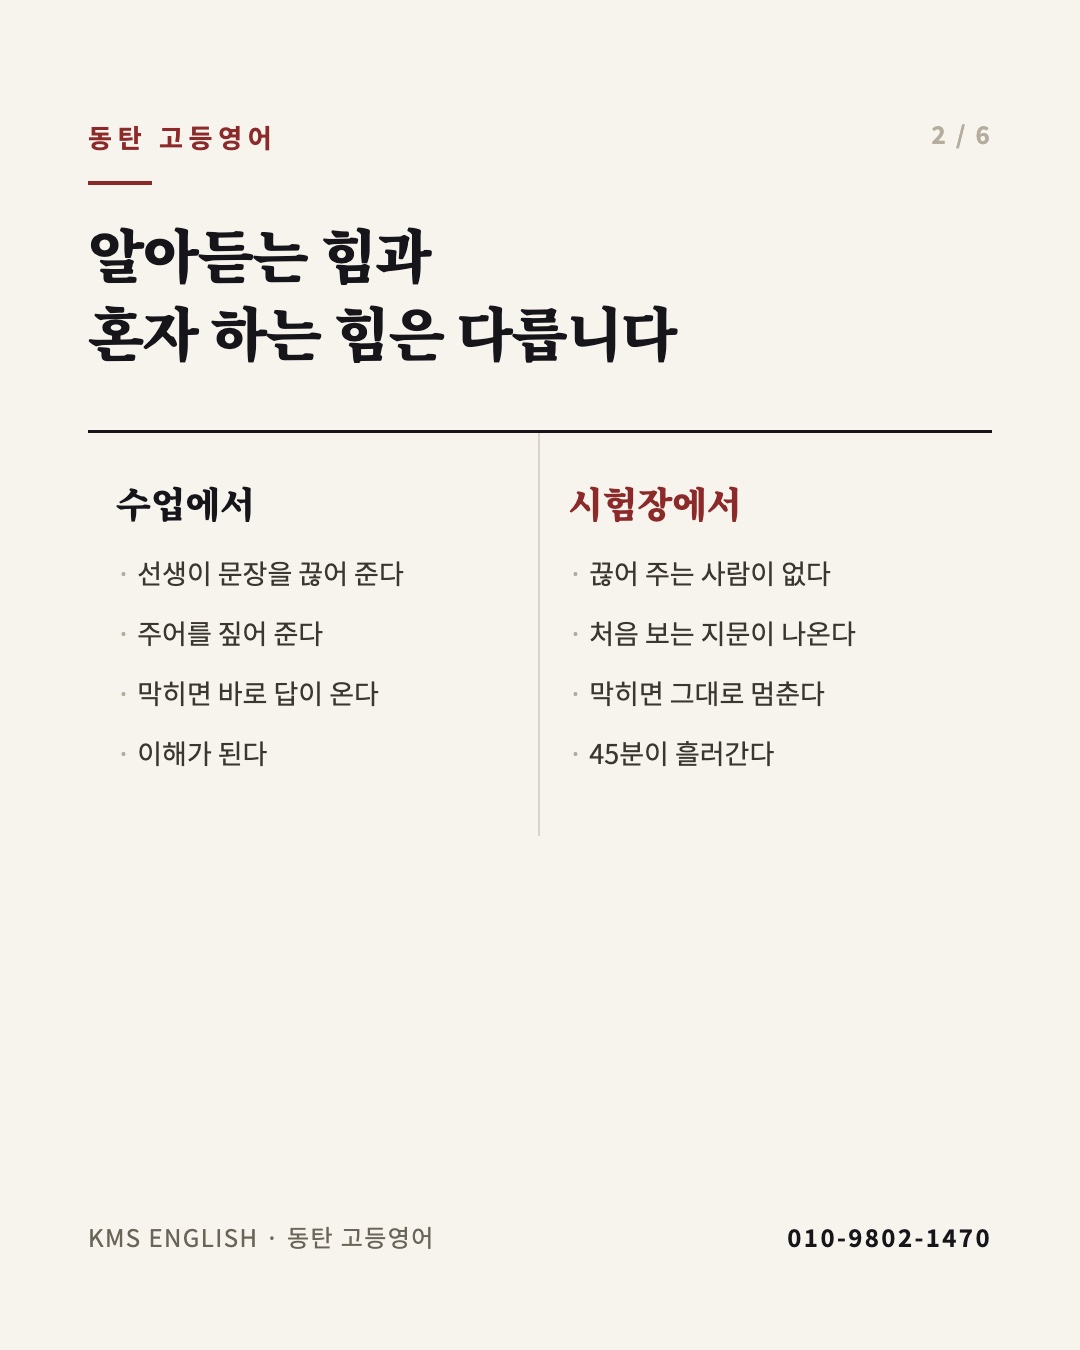 동탄 고등영어
2 / 6
알아듣는 힘과
혼자 하는 힘은 다릅니다
수업에서
· 선생이 문장을 끊어 준다
· 주어를 짚어 준다
· 막히면 바로 답이 온다
· 이해가 된다
시험장에서
· 끊어 주는 사람이 없다
· 처음 보는 지문이 나온다
· 막히면 그대로 멈춘다
· 45분이 흘러간다
KMS ENGLISH · 동탄 고등영어
010-9802-1470